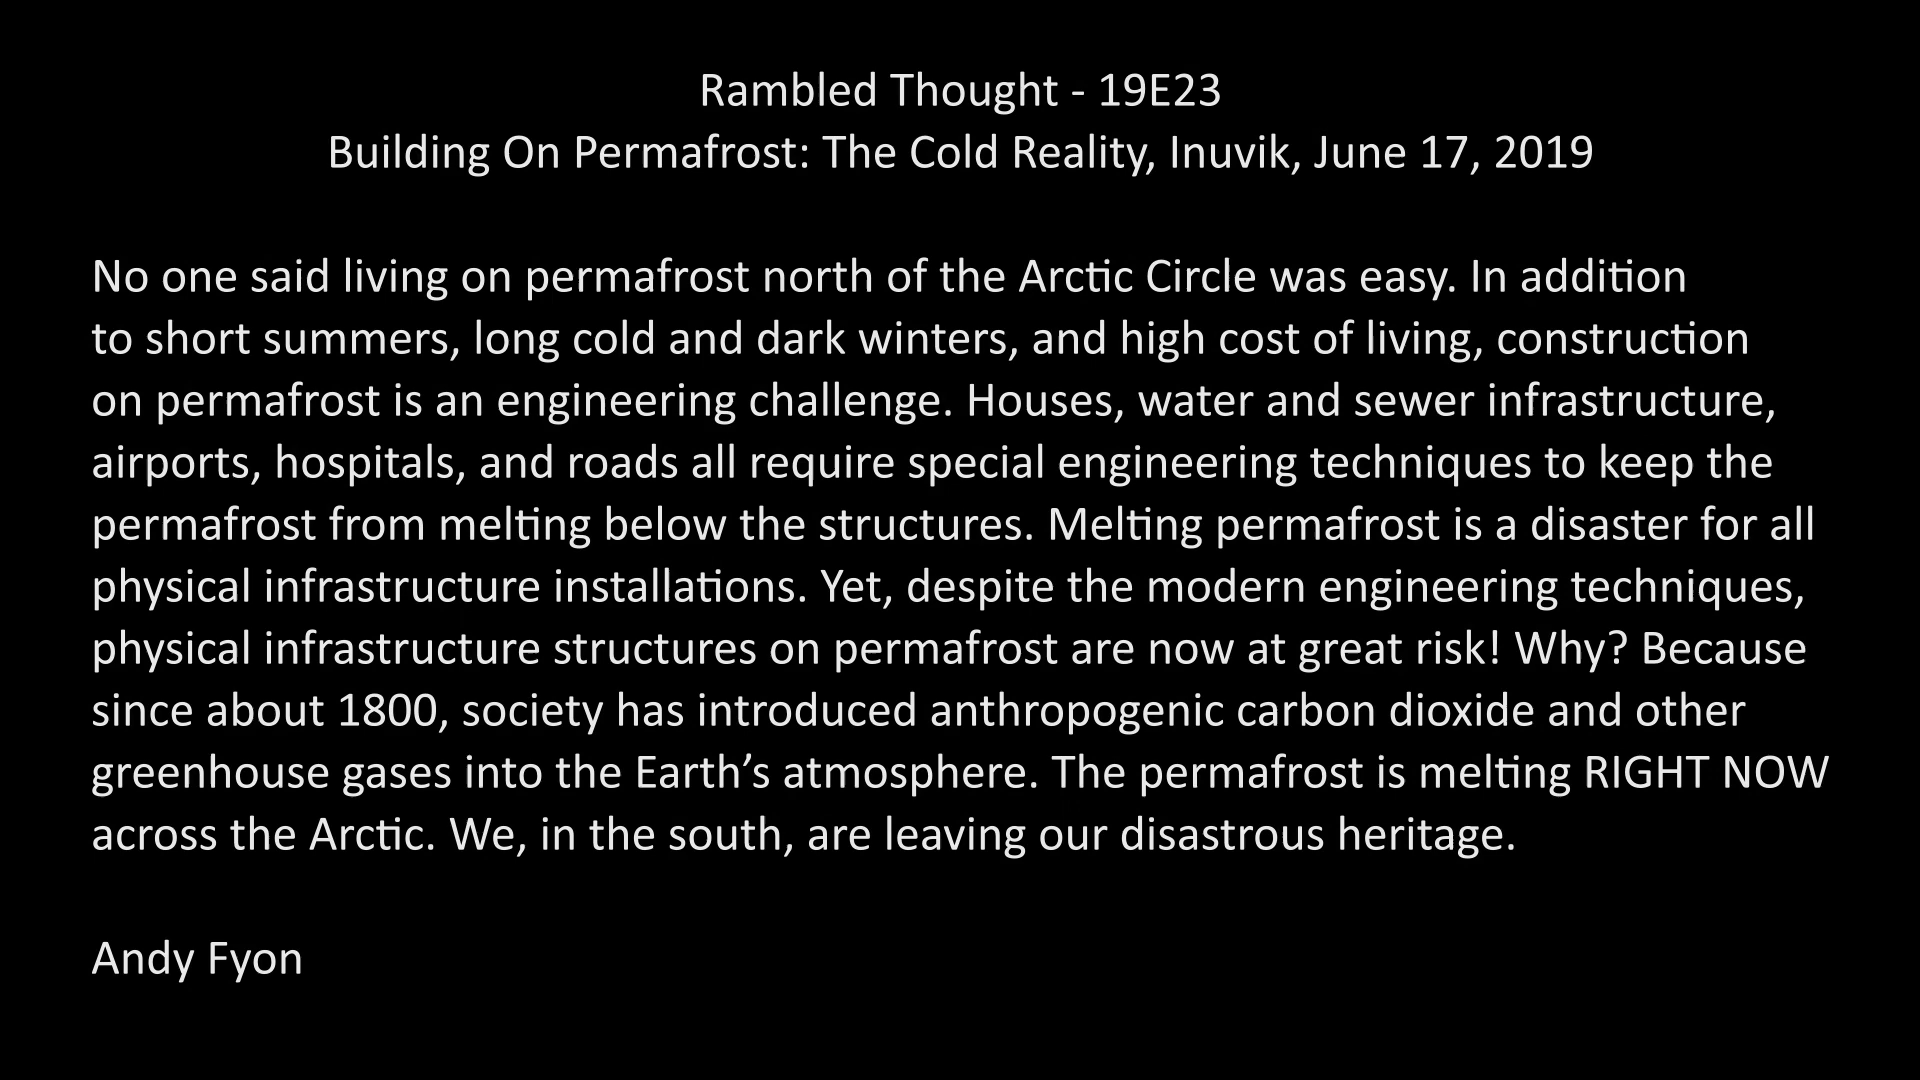 Rambled Thought - 19E23
Building On Permafrost: The Cold Reality, Inuvik, June 17, 2019
No one said living on permafrost north of the Arctic Circle was easy. In addition
to short summers, long cold and dark winters, and high cost of living, construction
on permafrost is an engineering challenge. Houses, water and sewer infrastructure,
airports, hospitals, and roads all require special engineering techniques to keep the
permafrost from melting below the structures. Melting permafrost is a disaster for all
physical infrastructure installations. Yet, despite the modern engineering techniques,
physical infrastructure structures on permafrost are now at great risk! Why? Because
since about 1800, society has introduced anthropogenic carbon dioxide and other
greenhouse gases into the Earth’s atmosphere. The permafrost is melting RIGHT NOW
across the Arctic. We, in the south, are leaving our disastrous heritage.
Andy Fyon